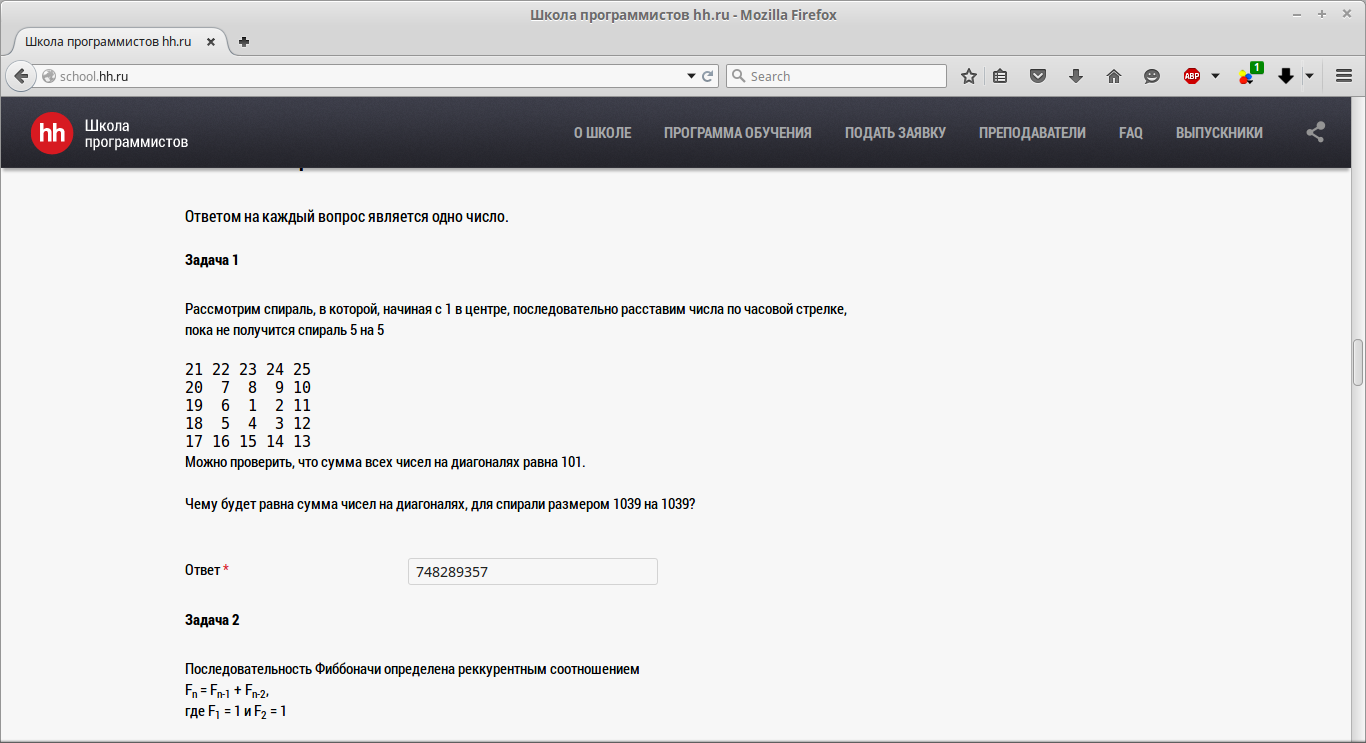 Школа программистов hh.ru - Mozilla Firefox
Школа программистов hh.ru
school.hh.ru
Search
ABP
1
hh
Школа
программистов
О ШКОЛЕ ПРОГРАММА ОБУЧЕНИЯ ПОДАТЬ ЗАЯВКУ ПРЕПОДАВАТЕЛИ FAQ ВЫПУСКНИКИ
Ответом на каждый вопрос является одно число.
Задача 1
Рассмотрим спираль, в которой, начиная с 1 в центре, последовательно расставим числа по часовой стрелке,
пока не получится спираль 5 на 5
21 22 23 24 25
20 7 8 9 10
19 6 1 2 11
18 5 4 3 12
17 16 15 14 13
Можно проверить, что сумма всех чисел на диагоналях равна 101.
Чему будет равна сумма чисел на диагоналях, для спирали размером 1039 на 1039?
Ответ *
748289357
Задача 2
Последовательность Фиббоначи определена реккурентным соотношением
Fn = Fn-1 + Fn-2,
где F1 = 1 и F2 = 1